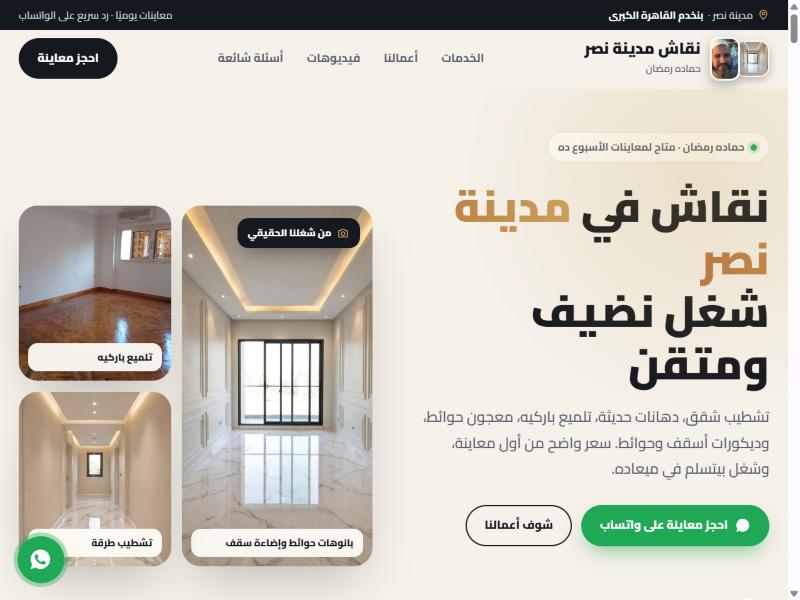 مدينة نصر · بنخدم القاهرة الكبرى
معاينات يوميًا · رد سريع على الواتساب
نقاش مدينة نصر
حماده رمضان
الخدمات
أعمالنا
فيديوهات
أسئلة شائعة
احجز معاينة
حماده رمضان · متاح لمعاينات الأسبوع ده
نقاش في مدينة
نصر
شغل نضيف
ومتقن
تشطيب شقق، دهانات حديثة، تلميع باركيه، معجون حوائط،
وديكورات أسقف وحوائط. سعر واضح من أول معاينة،
وشغل بيتسلم في ميعاده.
احجز معاينة على واتساب
شوف أعمالنا
من شغلنا الحقيقي
بانوهات حوائط وإضاءة سقف
تلميع باركيه
تشطيب طرقة